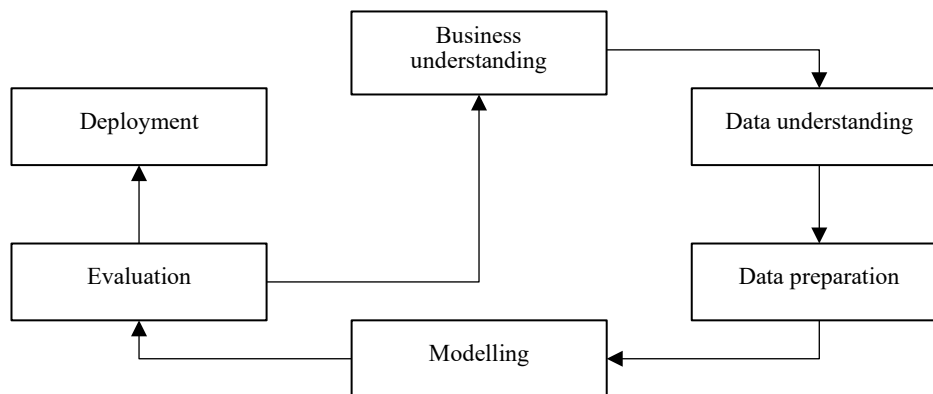 Business
understanding
Deployment
Data understanding
Evaluation
Data preparation
Modelling